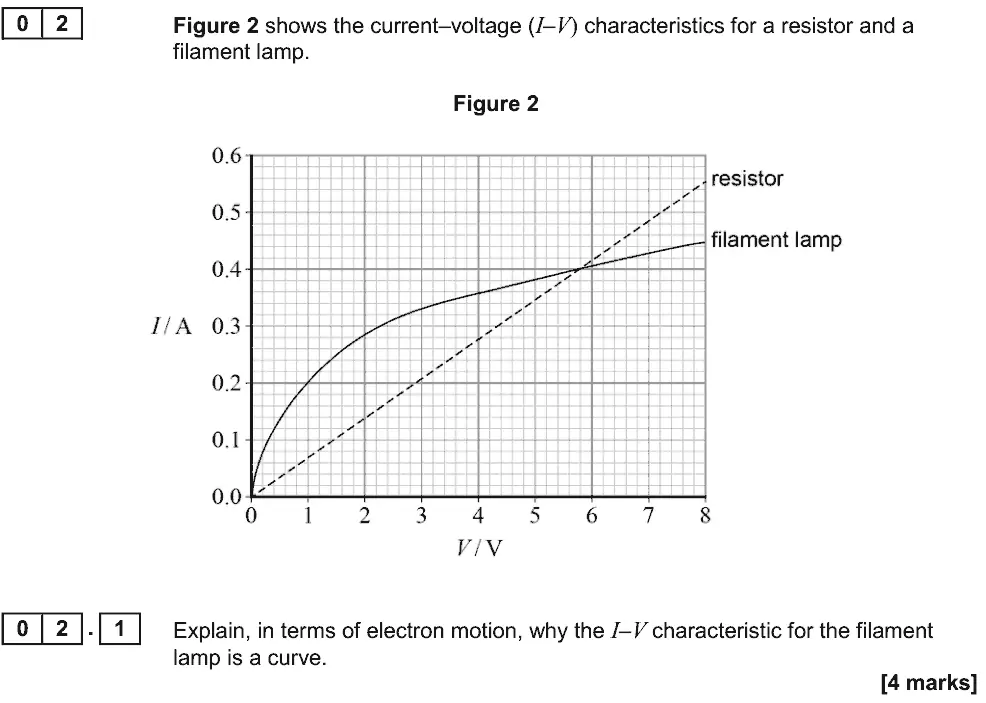 0 2 Figure 2 shows the current–voltage (I–V) characteristics for a resistor and a
filament lamp.
Figure 2
0.6
resistor
0.5
filament lamp
0.4
I / A 0.3
0.2
0.1
0.0
0 1 2 3 4 5 6 7 8
V / V
0 2 . 1 Explain, in terms of electron motion, why the I–V characteristic for the filament
lamp is a curve.
[4 marks]